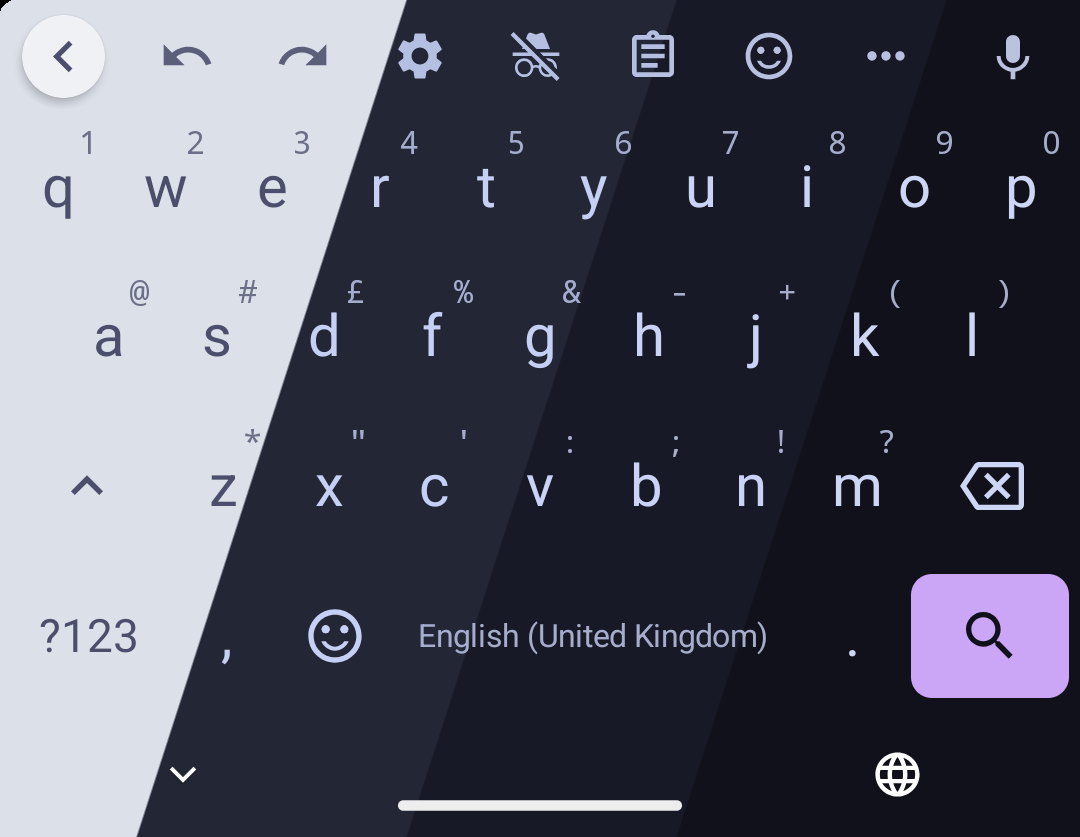 1 2 3 4 5 6 7 8 9 0
q w e r t y u i o p
@ # £ % & - + ( )
a s d f g h j k l
* " ' : ; ! ?
z x c v b n m
?123 , English (United Kingdom) .